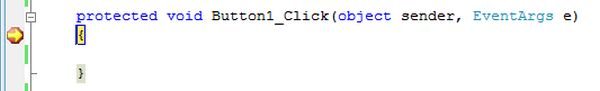 protected void Button1_Click(object sender, EventArgs e)
{
}